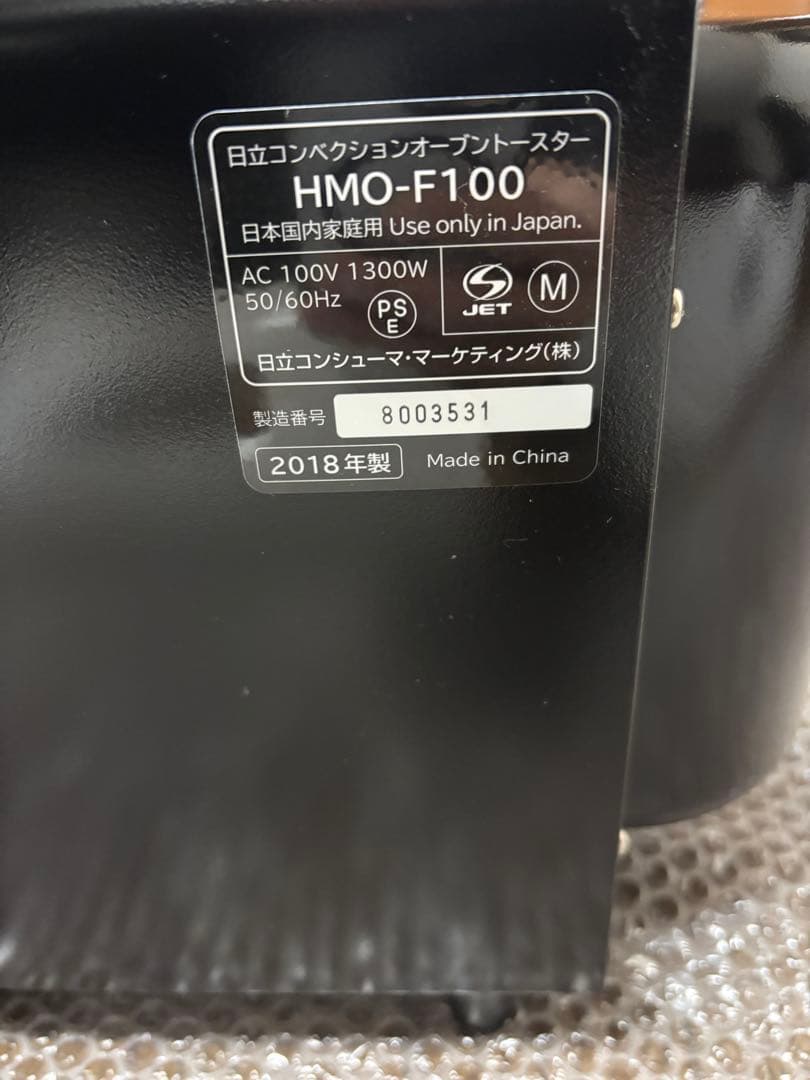 日立コンベクションオーブントースター
HMO-F100
日本国内家庭用 Use only in Japan.
AC 100V 1300W
50/60Hz
PS
E
S
JET
M
日立コンシューマ・マーケティング(株)
製造番号 8003531
2018年製 Made in China